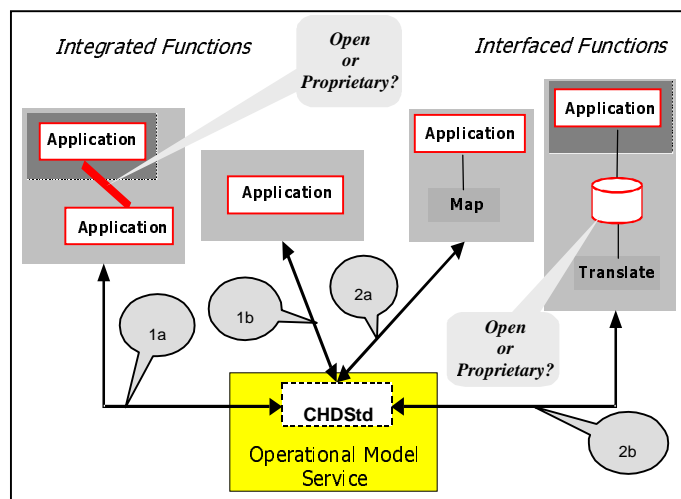 Integrated Functions
Open
or
Proprietary?
Interfaced Functions
Application
Application
Application
Application
Map
Application
Translate
1a
1b
2a
Open
or
Proprietary?
2b
CHDStd
Operational Model
Service